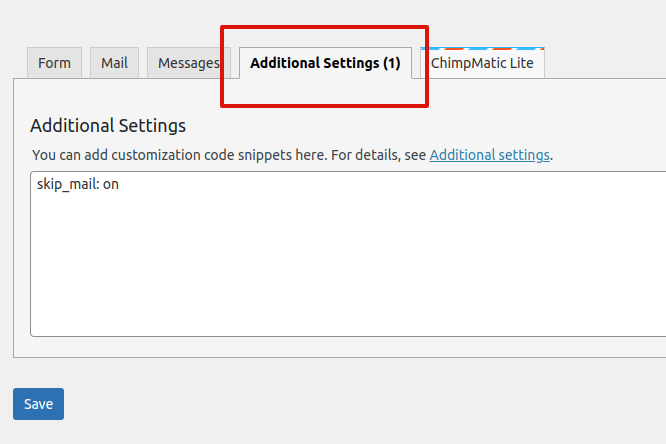 Form Mail Messages Additional Settings (1) ChimpMatic Lite
Additional Settings
You can add customization code snippets here. For details, see Additional settings.
skip_mail: on
Save